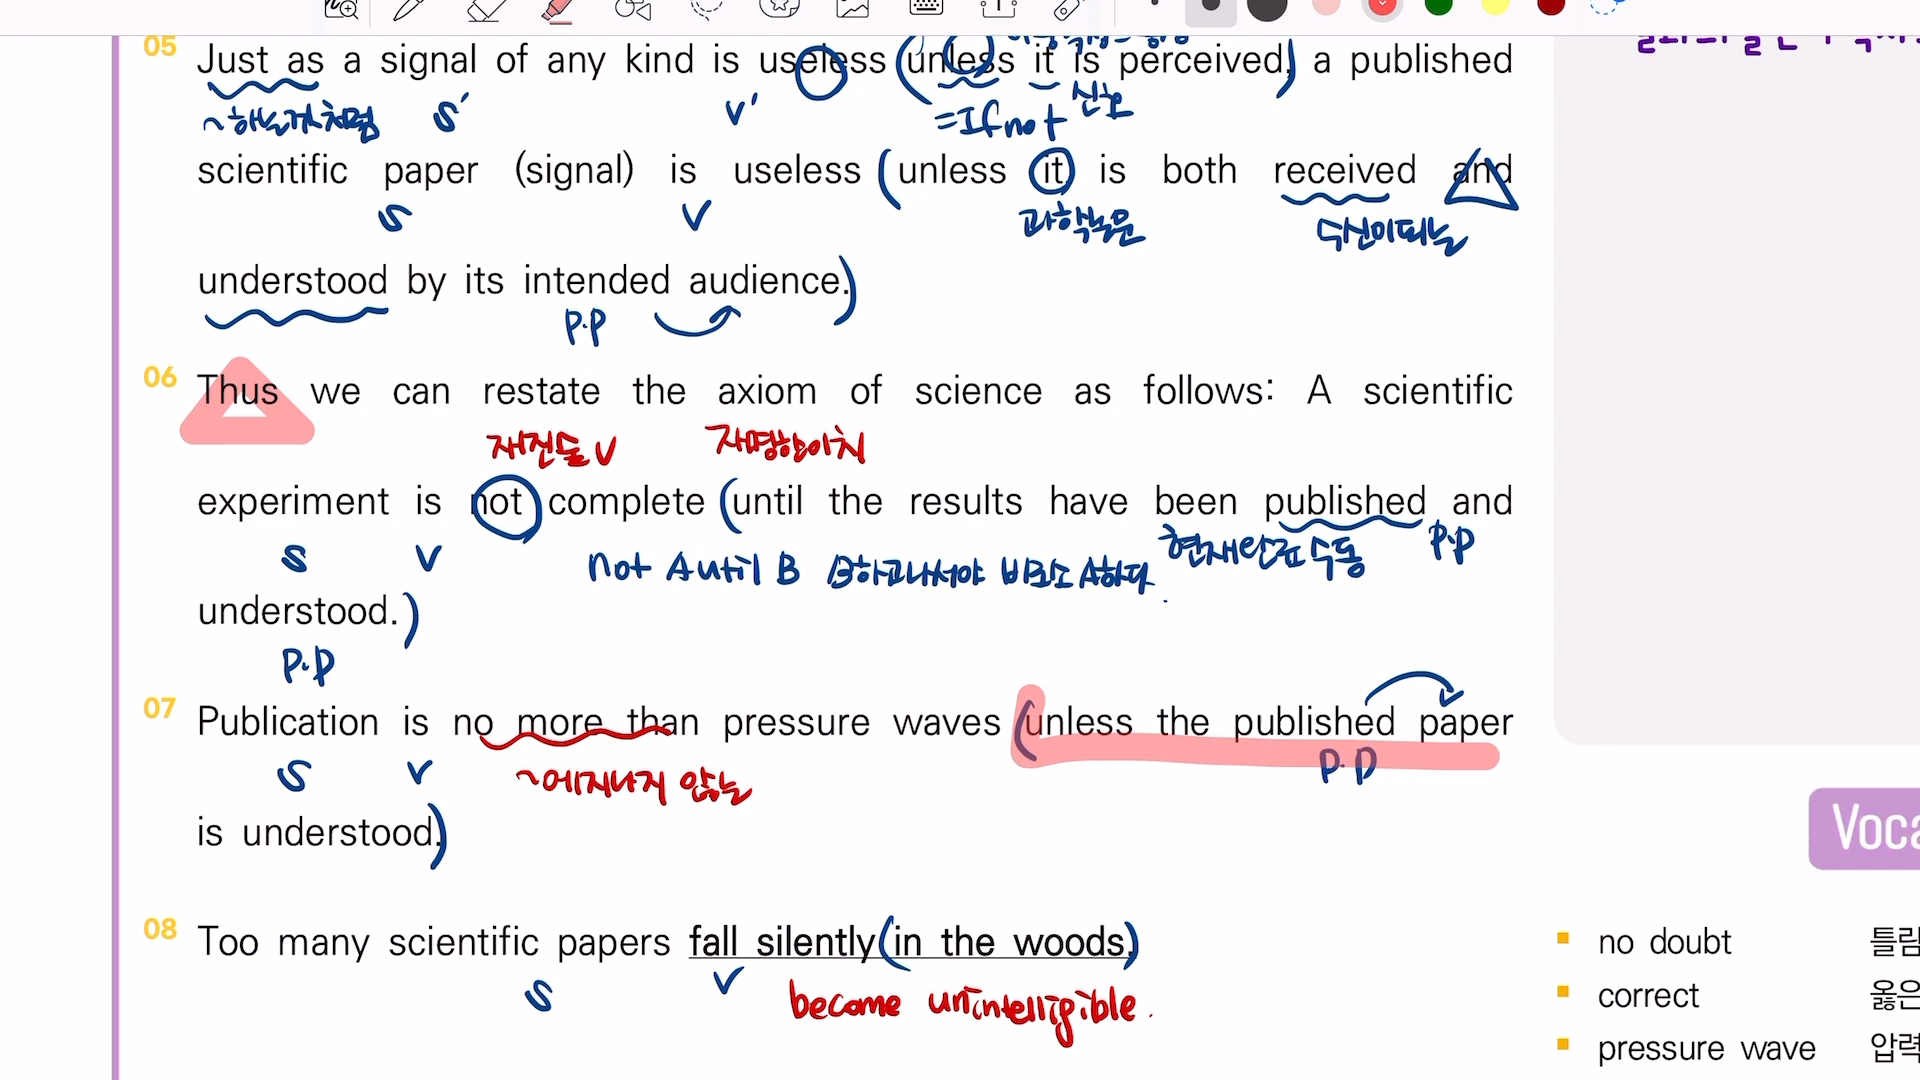 05 Just as a signal of any kind is useless (unless it is perceived,) a published
~하는것처럼 s' v' =If not 신호
scientific paper (signal) is useless (unless it is both received and
s v 과학논문 수신이되는
understood by its intended audience.)
p.p
06 Thus we can restate the axiom of science as follows: A scientific
재진술 v 자명한이치
experiment is not complete (until the results have been published and
s v not A until B B하고나서야 비로소 A하다. 현재완료수동 p.p
understood.)
p.p
07 Publication is no more than pressure waves (unless the published paper
s v ~에지나지 않는 p.p
is understood.)
Voca
08 Too many scientific papers fall silently (in the woods.)
s v become unintelligible.
no doubt 틀림
correct 옳은
pressure wave 압력